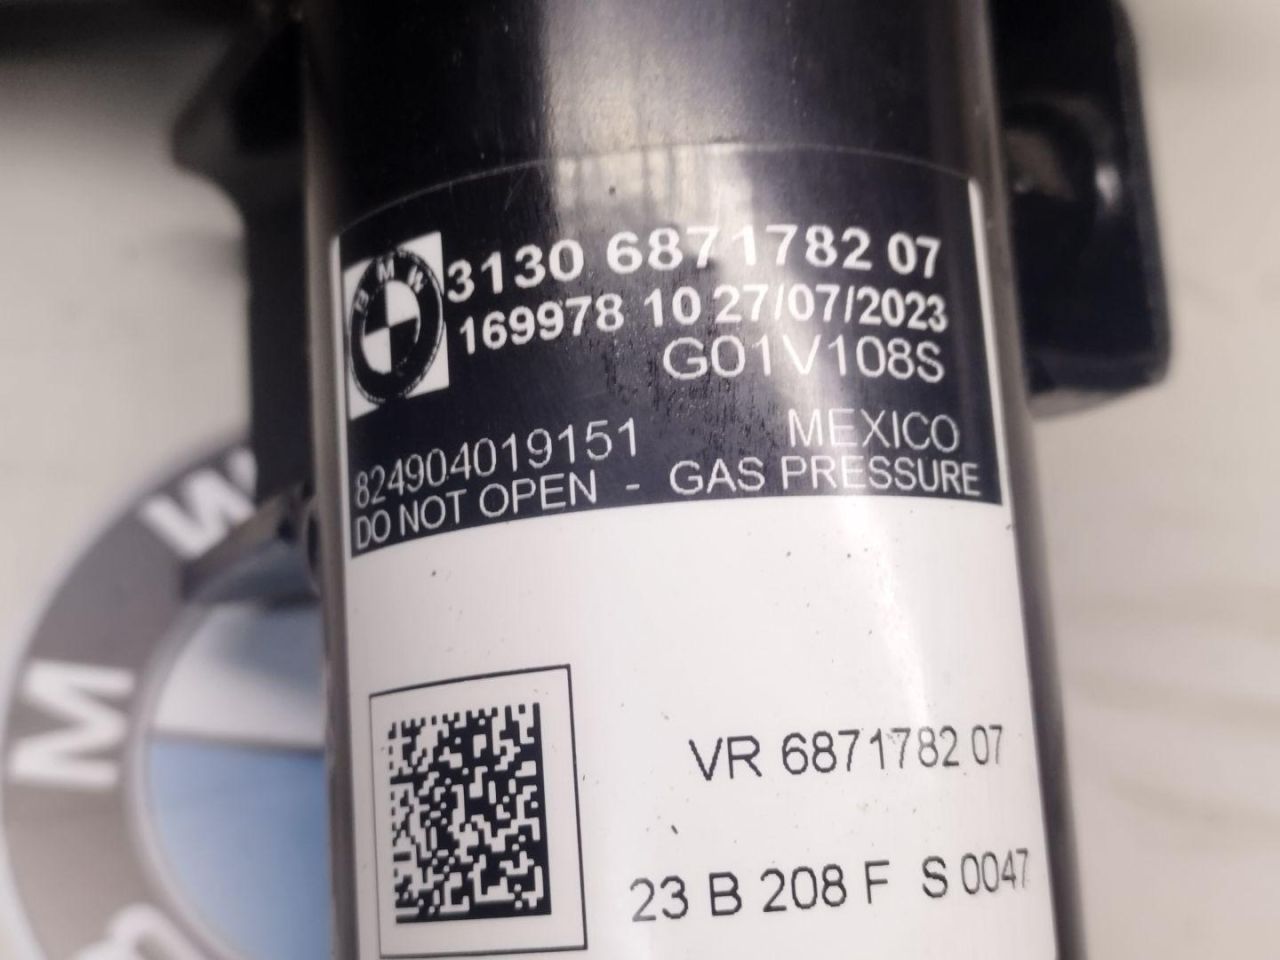 BMW
3130 6871782 07
169978 10 27/07/2023
G01V108S
824904019151
MEXICO
DO NOT OPEN - GAS PRESSURE
VR 6871782 07
23 B 208 F S 0047
M W